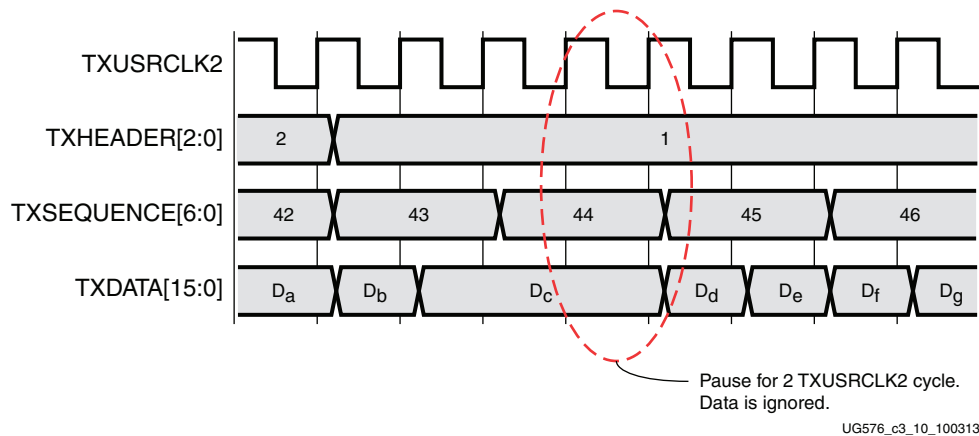 TXUSRCLK2
TXHEADER[2:0] 2 1
TXSEQUENCE[6:0] 42 43 44 45 46
TXDATA[15:0] Da Db Dc Dd De Df Dg
Pause for 2 TXUSRCLK2 cycle.
Data is ignored.
UG576_c3_10_100313